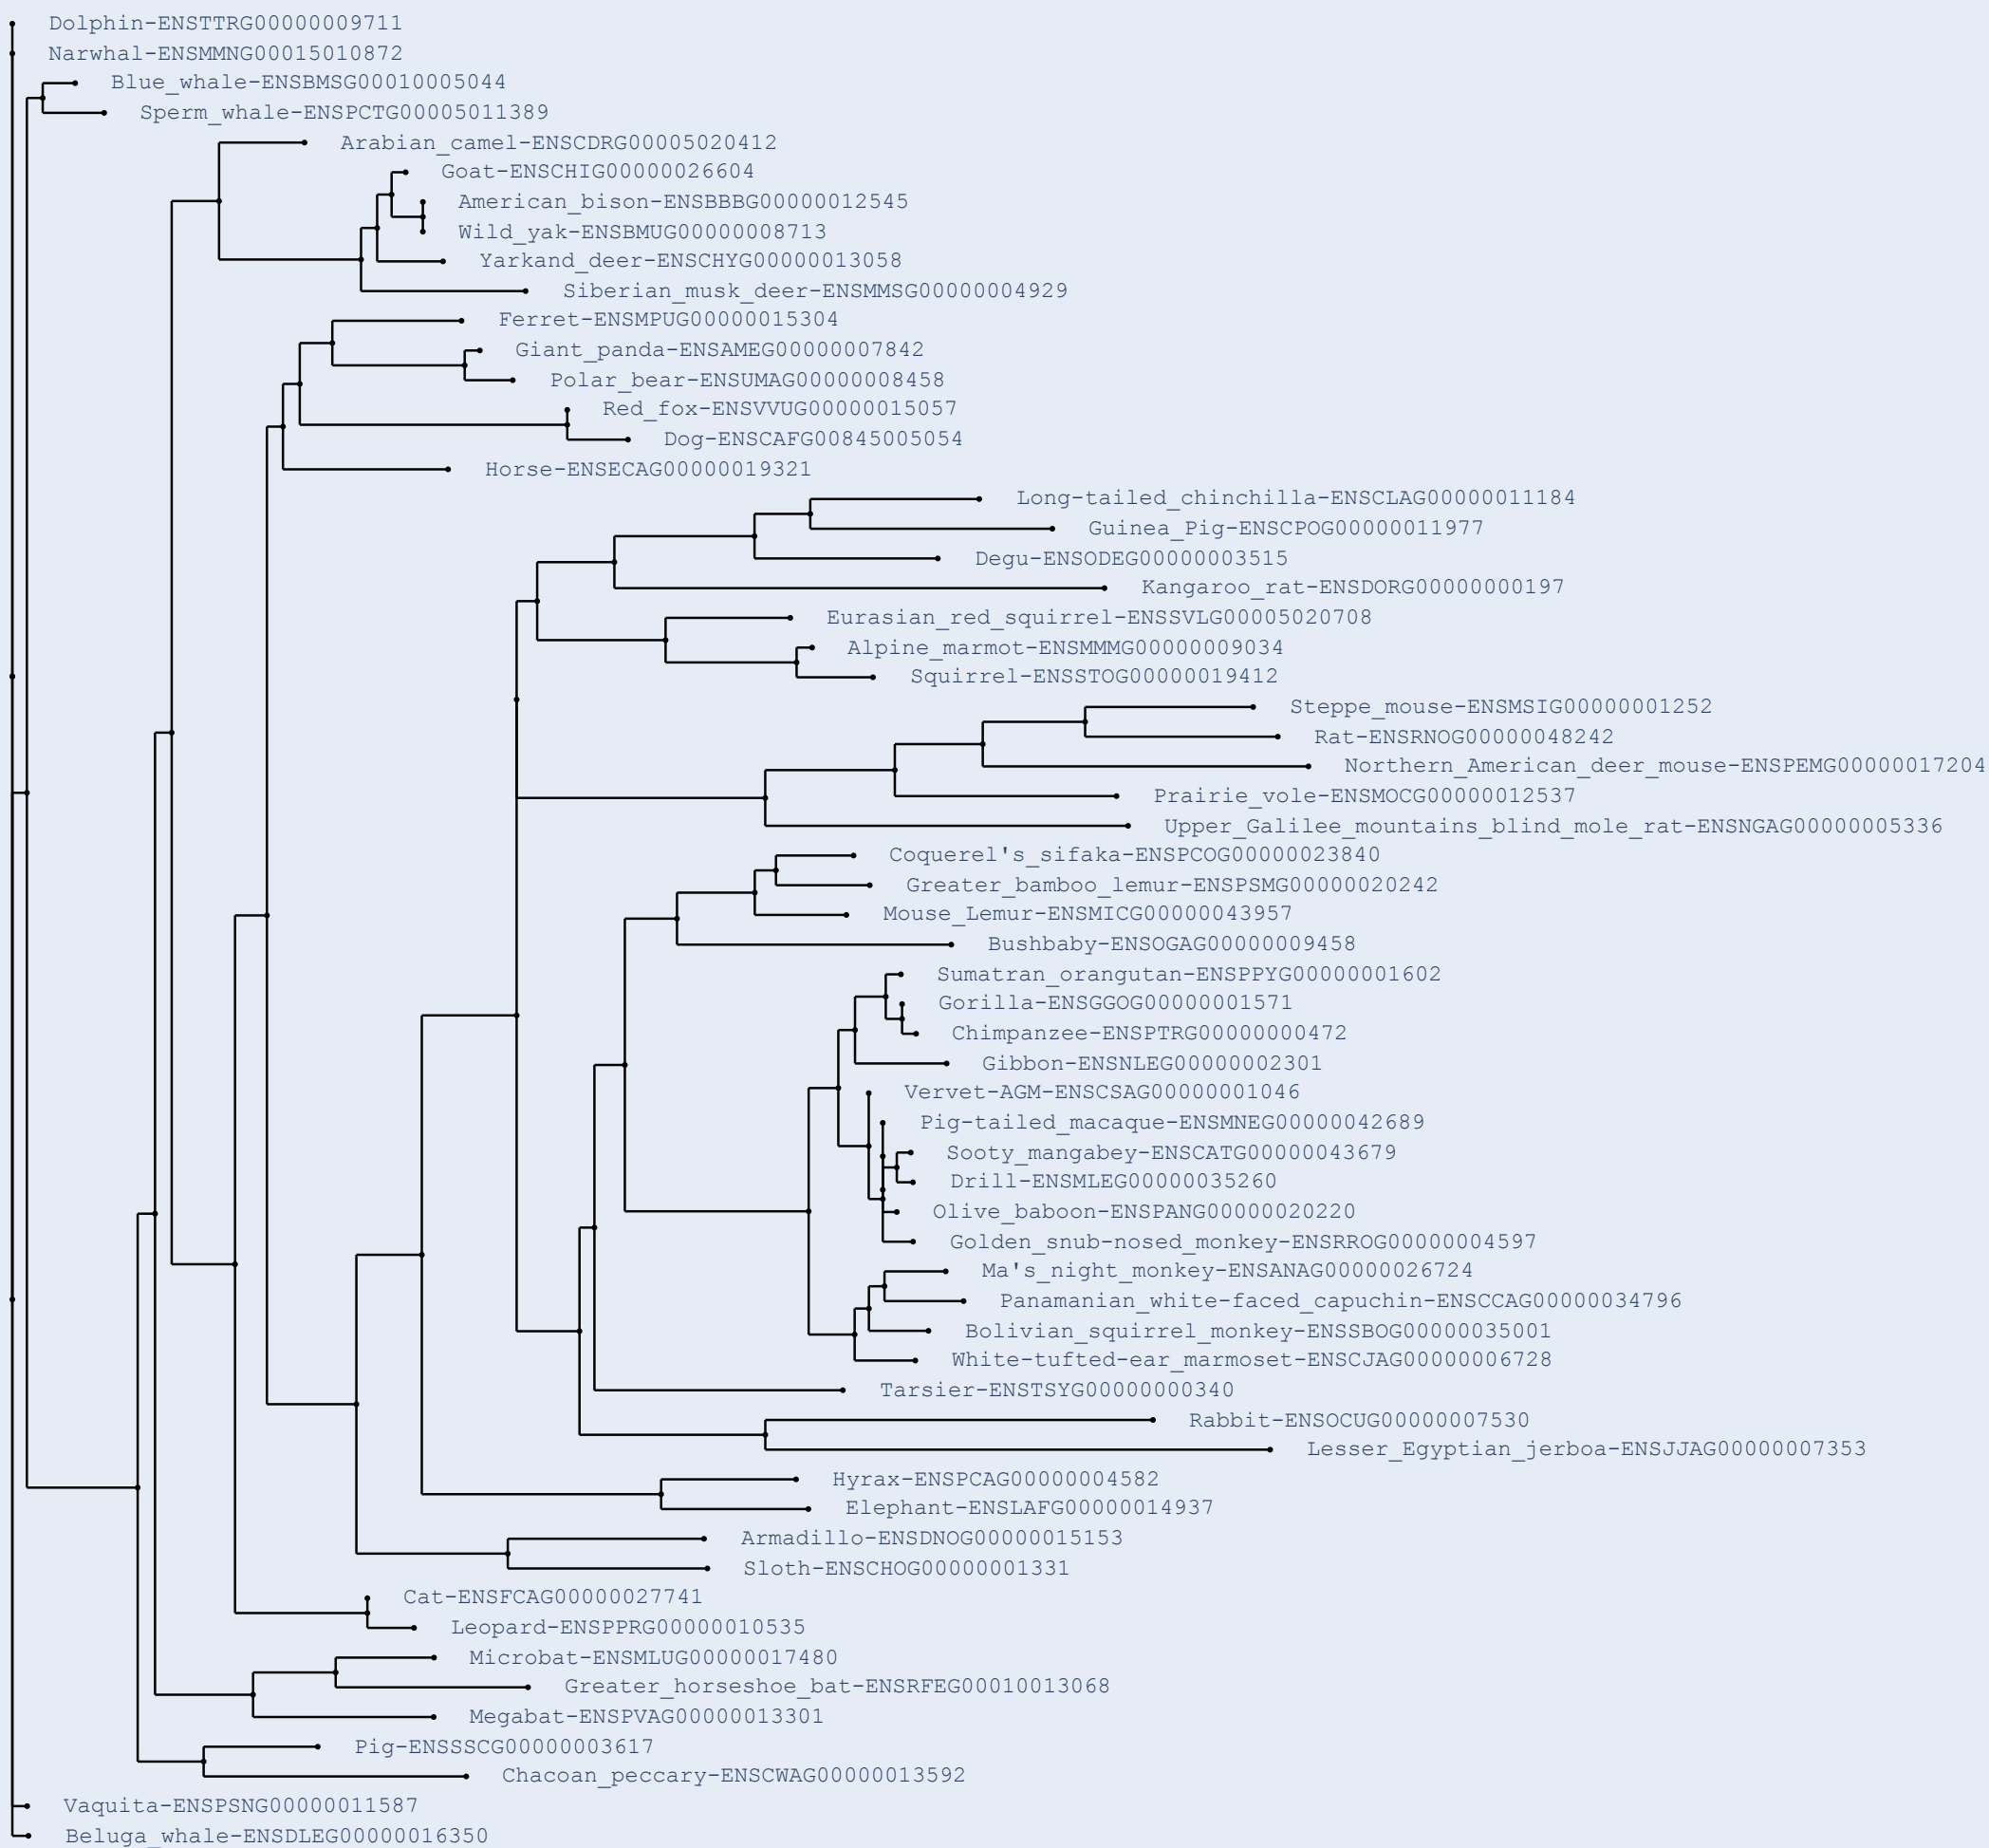 Dolphin-ENSTTRG00000009711
Narwhal-ENSMMNG00015010872
Blue_whale-ENSBMSG00010005044
Sperm_whale-ENSPCTG00005011389
Arabian_camel-ENSCDRG00005020412
Goat-ENSCHIG00000026604
American_bison-ENSBBBG00000012545
Wild_yak-ENSBMUG00000008713
Yarkand_deer-ENSCHYG00000013058
Siberian_musk_deer-ENSMMSG00000004929
Ferret-ENSMPUG00000015304
Giant_panda-ENSAMEG00000007842
Polar_bear-ENSUMAG00000008458
Red_fox-ENSVVUG00000015057
Dog-ENSCAFG00845005054
Horse-ENSECAG00000019321
Long-tailed_chinchilla-ENSCLAG00000011184
Guinea_Pig-ENSCPOG00000011977
Degu-ENSODEG00000003515
Kangaroo_rat-ENSDORG00000000197
Eurasian_red_squirrel-ENSSVLG00005020708
Alpine_marmot-ENSMMMG00000009034
Squirrel-ENSSTOG00000019412
Steppe_mouse-ENSMSIG00000001252
Rat-ENSRNOG00000048242
Northern_American_deer_mouse-ENSPEMG00000017204
Prairie_vole-ENSMOCG00000012537
Upper_Galilee_mountains_blind_mole_rat-ENSNGAG00000005336
Coquerel's_sifaka-ENSPCOG00000023840
Greater_bamboo_lemur-ENSPSMG00000020242
Mouse_Lemur-ENSMICG00000043957
Bushbaby-ENSOGAG00000009458
Sumatran_orangutan-ENSPPYG00000001602
Gorilla-ENSGGOG00000001571
Chimpanzee-ENSPTRG00000000472
Gibbon-ENSNLEG00000002301
Vervet-AGM-ENSCSAG00000001046
Pig-tailed_macaque-ENSMNEG00000042689
Sooty_mangabey-ENSCATG00000043679
Drill-ENSMLEG00000035260
Olive_baboon-ENSPANG00000020220
Golden_snub-nosed_monkey-ENSRROG00000004597
Ma's_night_monkey-ENSANAG00000026724
Panamanian_white-faced_capuchin-ENSCCAG00000034796
Bolivian_squirrel_monkey-ENSSBOG00000035001
White-tufted-ear_marmoset-ENSCJAG00000006728
Tarsier-ENSTSYG00000000340
Rabbit-ENSOCUG00000007530
Lesser_Egyptian_jerboa-ENSJJAG00000007353
Hyrax-ENSPCAG00000004582
Elephant-ENSLAFG00000014937
Armadillo-ENSDNOG00000015153
Sloth-ENSCHOG00000001331
Cat-ENSFCAG00000027741
Leopard-ENSPPRG00000010535
Microbat-ENSMLUG00000017480
Greater_horseshoe_bat-ENSRFEG00010013068
Megabat-ENSPVAG00000013301
Pig-ENSSSCG00000003617
Chacoan_peccary-ENSCWAG00000013592
Vaquita-ENSPSNG00000011587
Beluga_whale-ENSDLEG00000016350